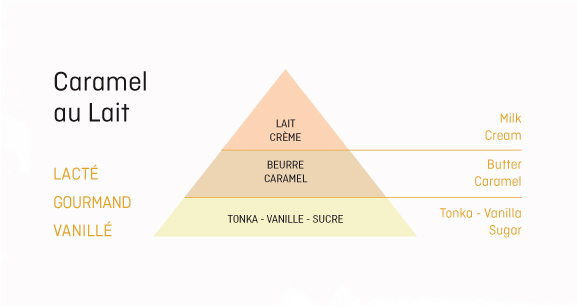 Caramel
au Lait
LACTÉ
GOURMAND
VANILLÉ
LAIT
CRÈME
BEURRE
CARAMEL
TONKA - VANILLE - SUCRE
Milk
Cream
Butter
Caramel
Tonka - Vanilla
Sugar